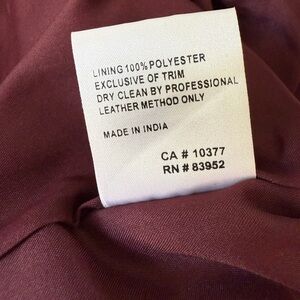 LINING 100% POLYESTER
EXCLUSIVE OF TRIM
DRY CLEAN BY PROFESSIONAL
LEATHER METHOD ONLY
MADE IN INDIA
CA # 10377
RN # 83952